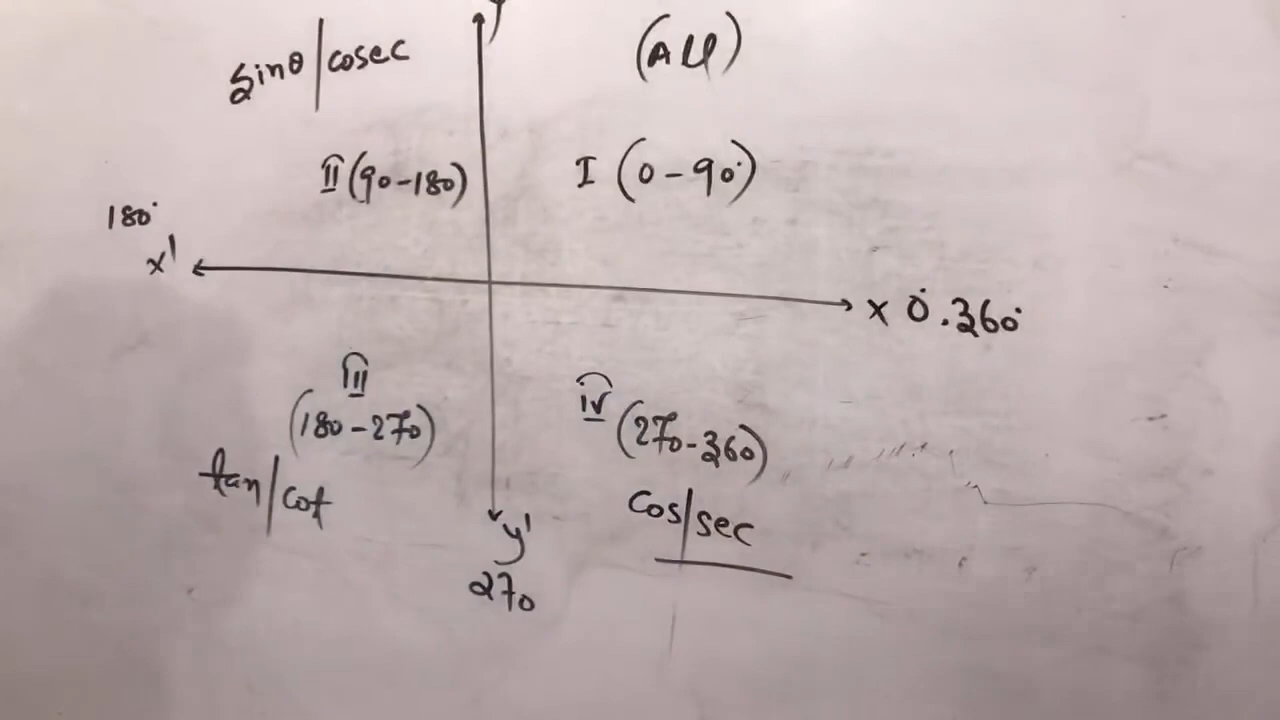 y
sinθ/cosec
(All)
II (90-180)
I (0-90°)
180°
x'
x 0°.360°
III
(180-270)
iv (270-360)
tan/cot
cos/sec
y'
270